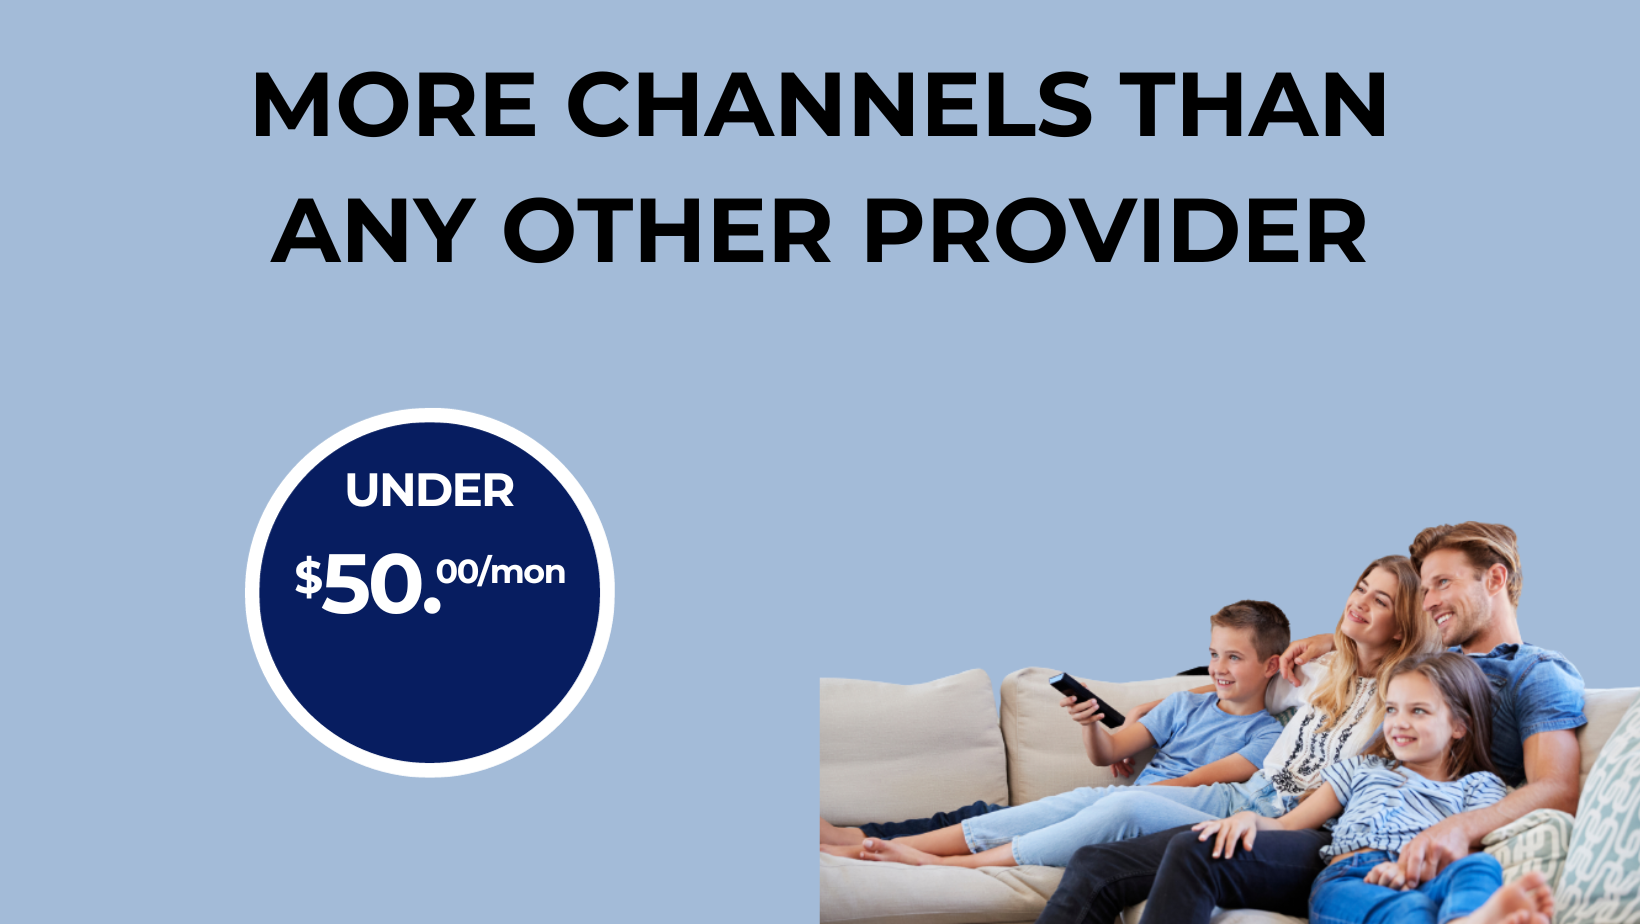 MORE CHANNELS THAN
ANY OTHER PROVIDER
UNDER
$50.00/mon